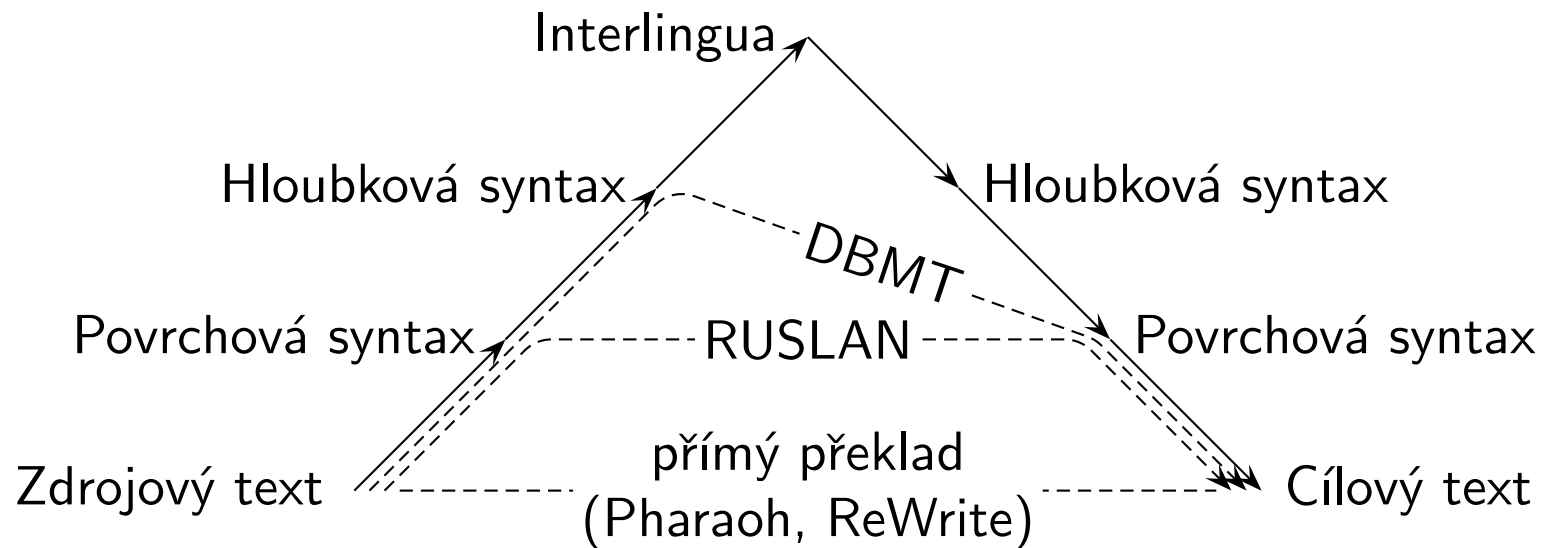 Interlingua
Hloubková syntax
Hloubková syntax
DBMT
Povrchová syntax
RUSLAN
Povrchová syntax
přímý překlad
Zdrojový text
Cílový text
(Pharaoh, ReWrite)